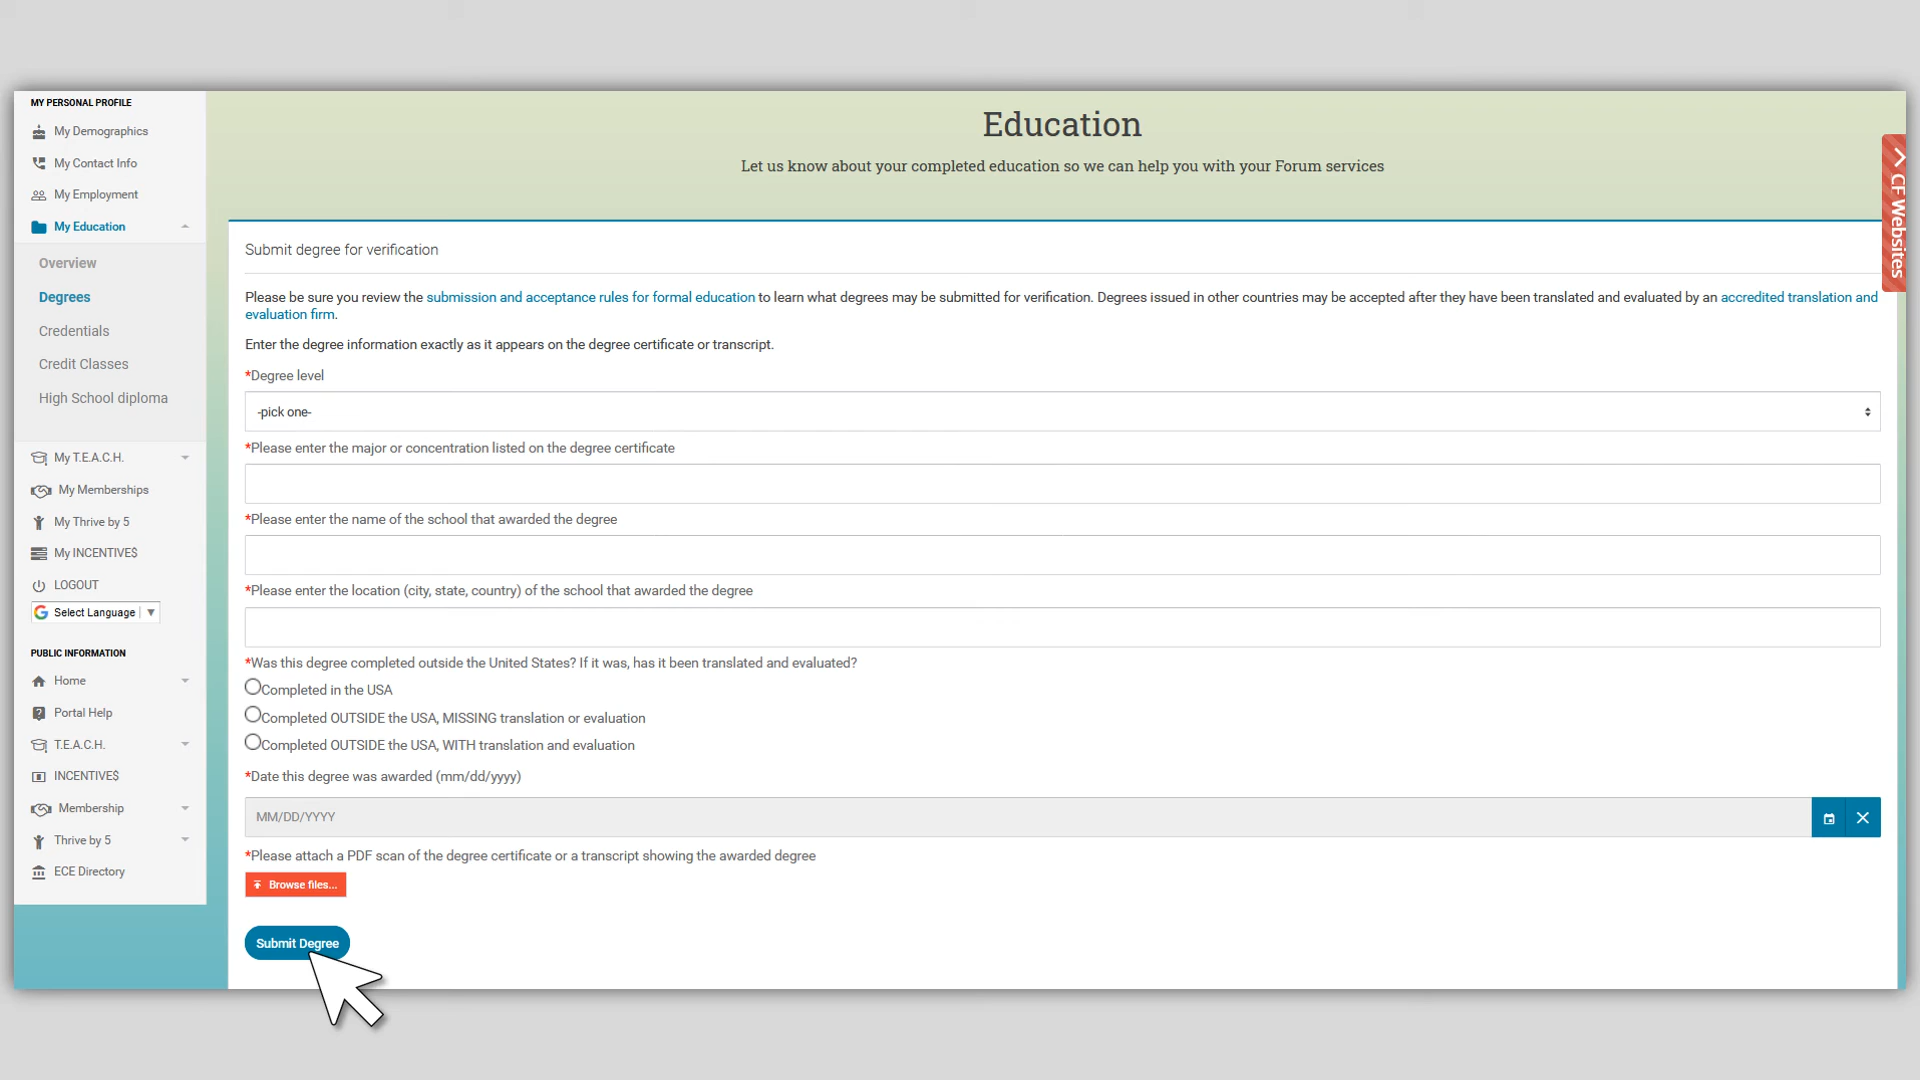 MY PERSONAL PROFILE
My Demographics
My Contact Info
My Employment
My Education
Overview
Degrees
Credentials
Credit Classes
High School diploma
My T.E.A.C.H.
My Memberships
My Thrive by 5
My INCENTIVE$
LOGOUT
Select Language
PUBLIC INFORMATION
Home
Portal Help
T.E.A.C.H.
INCENTIVE$
Membership
Thrive by 5
ECE Directory
Education
Let us know about your completed education so we can help you with your Forum services
CF Websites
Submit degree for verification
Please be sure you review the submission and acceptance rules for formal education to learn what degrees may be submitted for verification. Degrees issued in other countries may be accepted after they have been translated and evaluated by an accredited translation and
evaluation firm.
Enter the degree information exactly as it appears on the degree certificate or transcript.
*Degree level
-pick one-
*Please enter the major or concentration listed on the degree certificate
*Please enter the name of the school that awarded the degree
*Please enter the location (city, state, country) of the school that awarded the degree
*Was this degree completed outside the United States? If it was, has it been translated and evaluated?
Completed in the USA
Completed OUTSIDE the USA, MISSING translation or evaluation
Completed OUTSIDE the USA, WITH translation and evaluation
*Date this degree was awarded (mm/dd/yyyy)
MM/DD/YYYY
*Please attach a PDF scan of the degree certificate or a transcript showing the awarded degree
Browse files...
Submit Degree